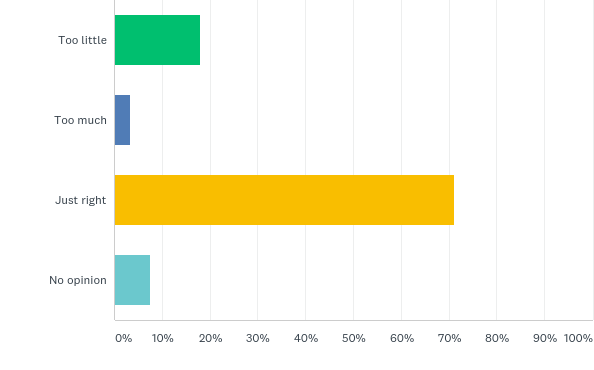 Too little
Too much
Just right
No opinion
0% 10% 20% 30% 40% 50% 60% 70% 80% 90% 100%